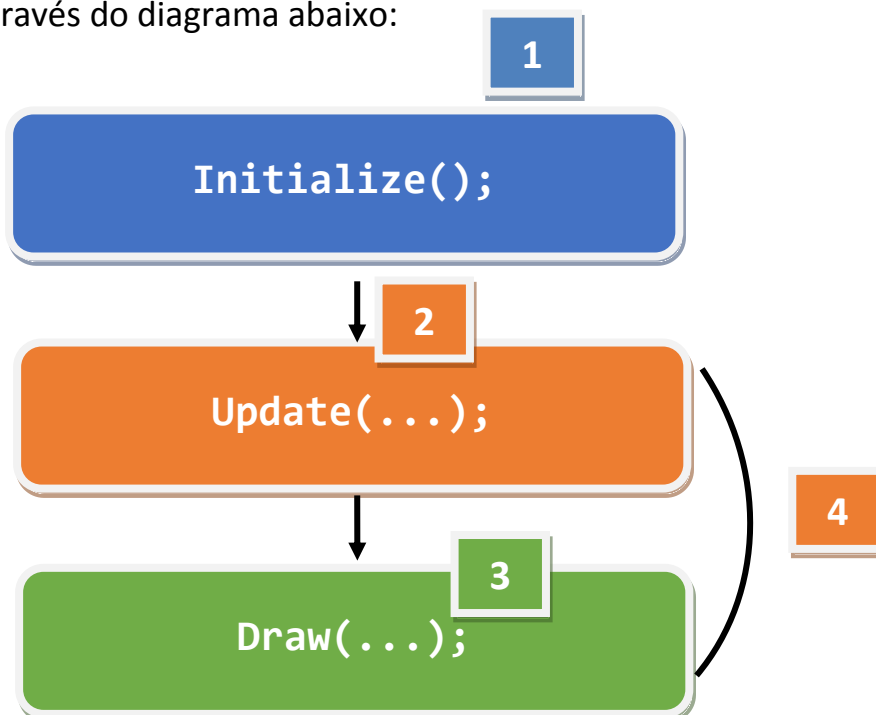 ravés do diagrama abaixo:
1
Initialize();
2
Update(...);
4
3
Draw(...);